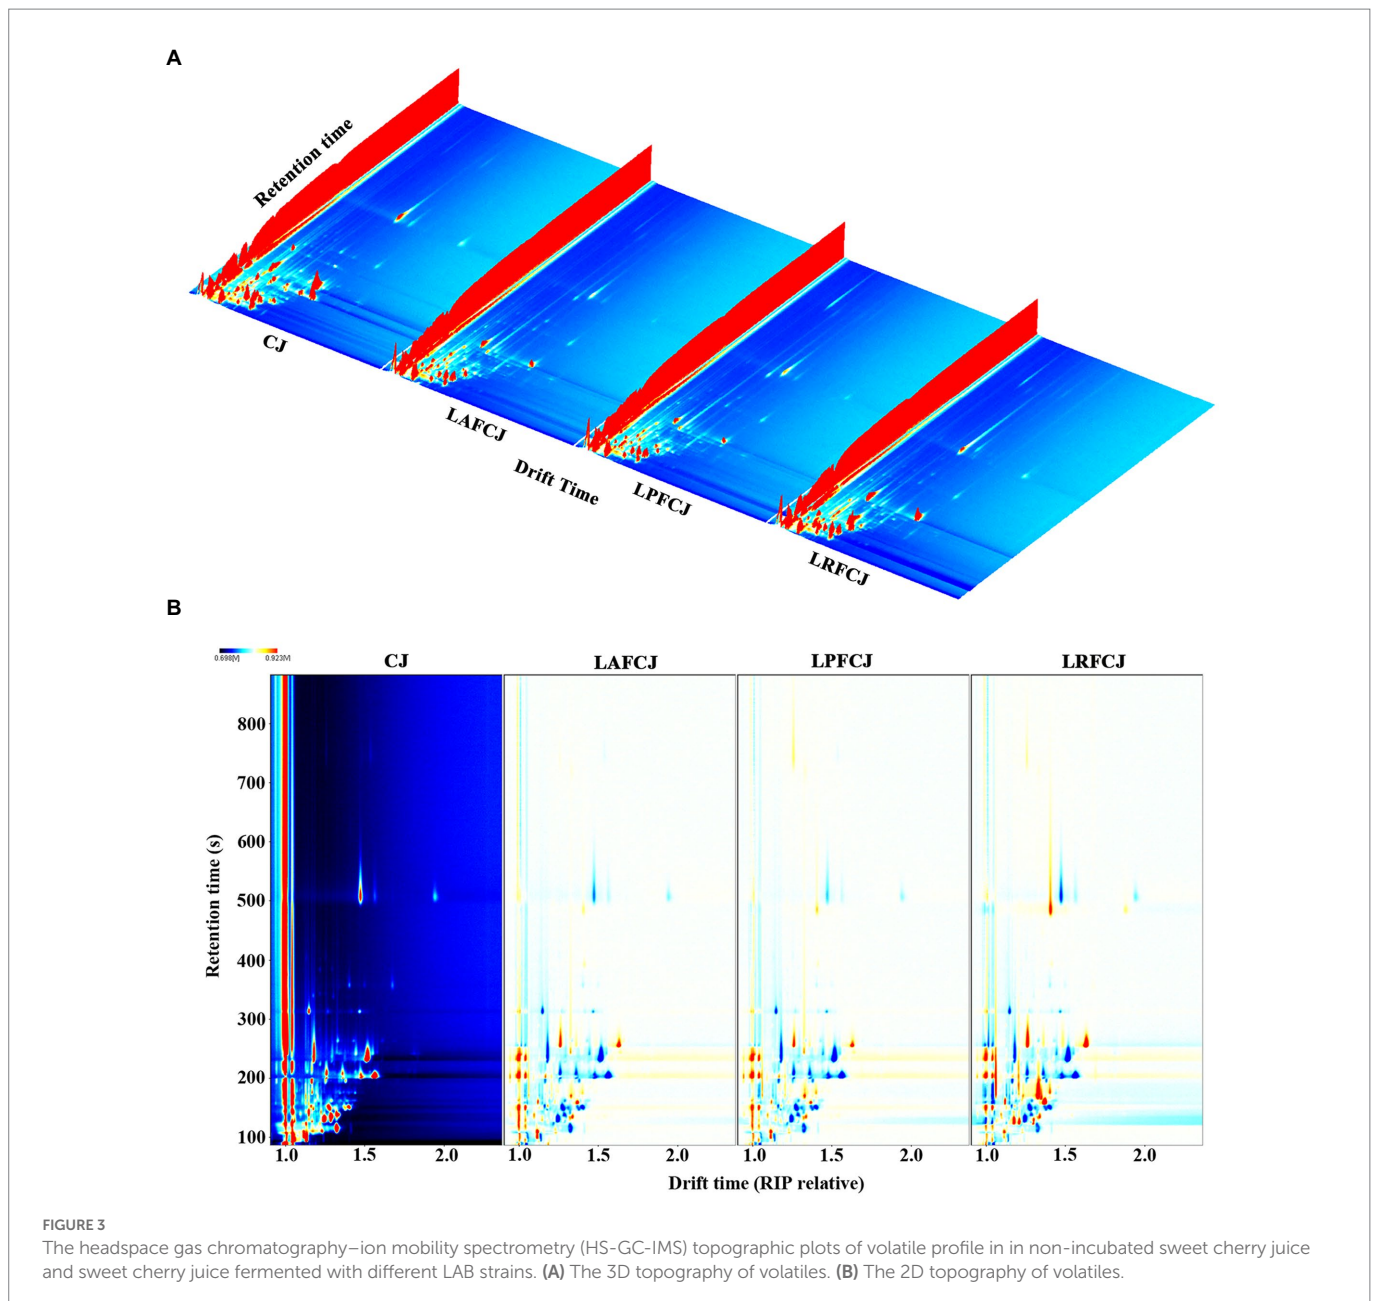 A
Retention time
CJ
LAFCJ
Drift Time
LPFCJ
LRFCJ
B
0.698[V] 0.923[V]
CJ LAFCJ LPFCJ LRFCJ
800
700
600
500
400
300
200
100
Retention time (s)
1.0 1.5 2.0 1.0 1.5 2.0 1.0 1.5 2.0 1.0 1.5 2.0
Drift time (RIP relative)
FIGURE 3
The headspace gas chromatography–ion mobility spectrometry (HS-GC-IMS) topographic plots of volatile profile in in non-incubated sweet cherry juice
and sweet cherry juice fermented with different LAB strains. (A) The 3D topography of volatiles. (B) The 2D topography of volatiles.